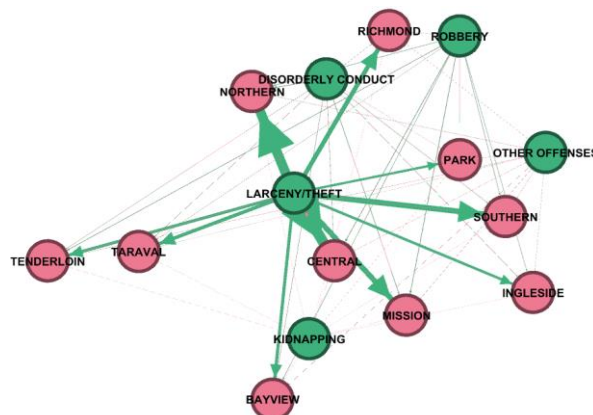 RICHMOND
ROBBERY
DISORDERLY CONDUCT
NORTHERN
OTHER OFFENSES
PARK
LARCENY/THEFT
SOUTHERN
TARAVAL
TENDERLOIN
CENTRAL
INGLESIDE
MISSION
KIDNAPPING
BAYVIEW